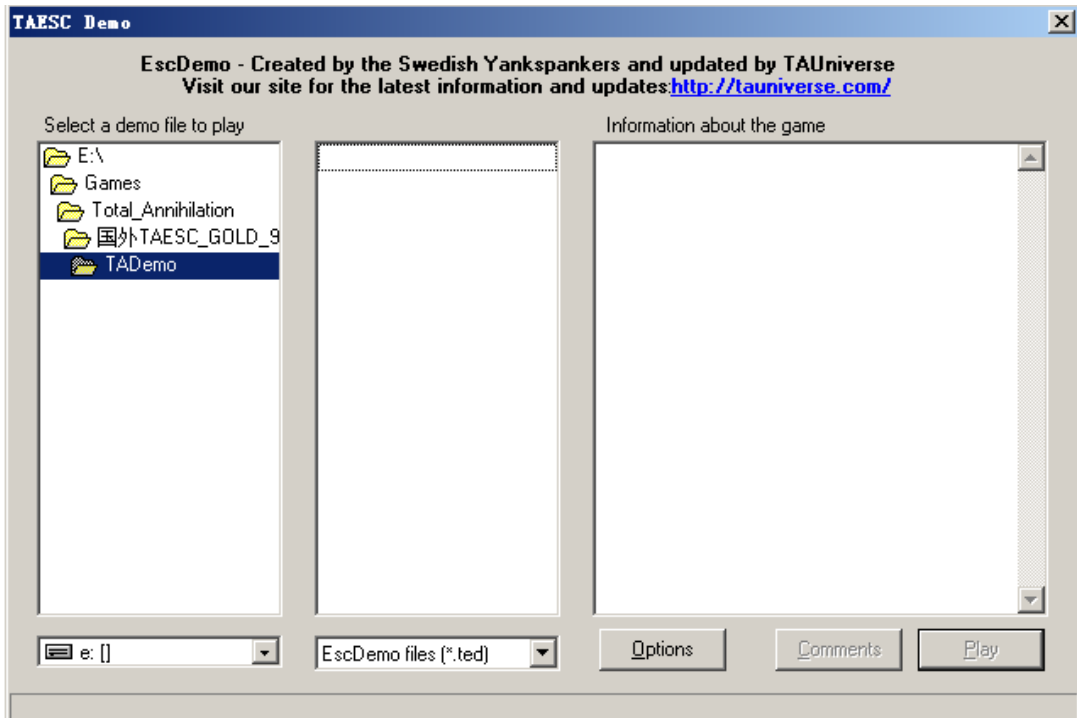 TAESC Demo
EscDemo - Created by the Swedish Yankspankers and updated by TAUniverse
Visit our site for the latest information and updates:http://tauniverse.com/
Select a demo file to play
Information about the game
E:\
Games
Total_Annihilation
国外TAESC_GOLD_9
TADemo
e: []
EscDemo files (*.ted)
Options
Comments
Play